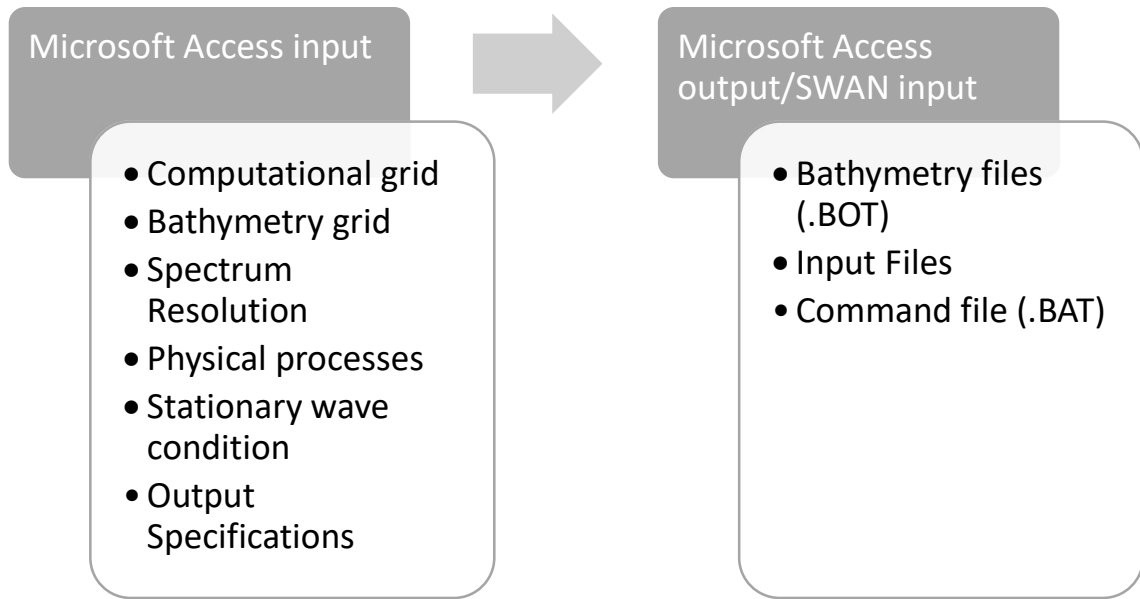 Microsoft Access input
• Computational grid
• Bathymetry grid
• Spectrum
Resolution
• Physical processes
• Stationary wave
condition
• Output
Specifications
Microsoft Access
output/SWAN input
• Bathymetry files
(.BOT)
• Input Files
• Command file (.BAT)